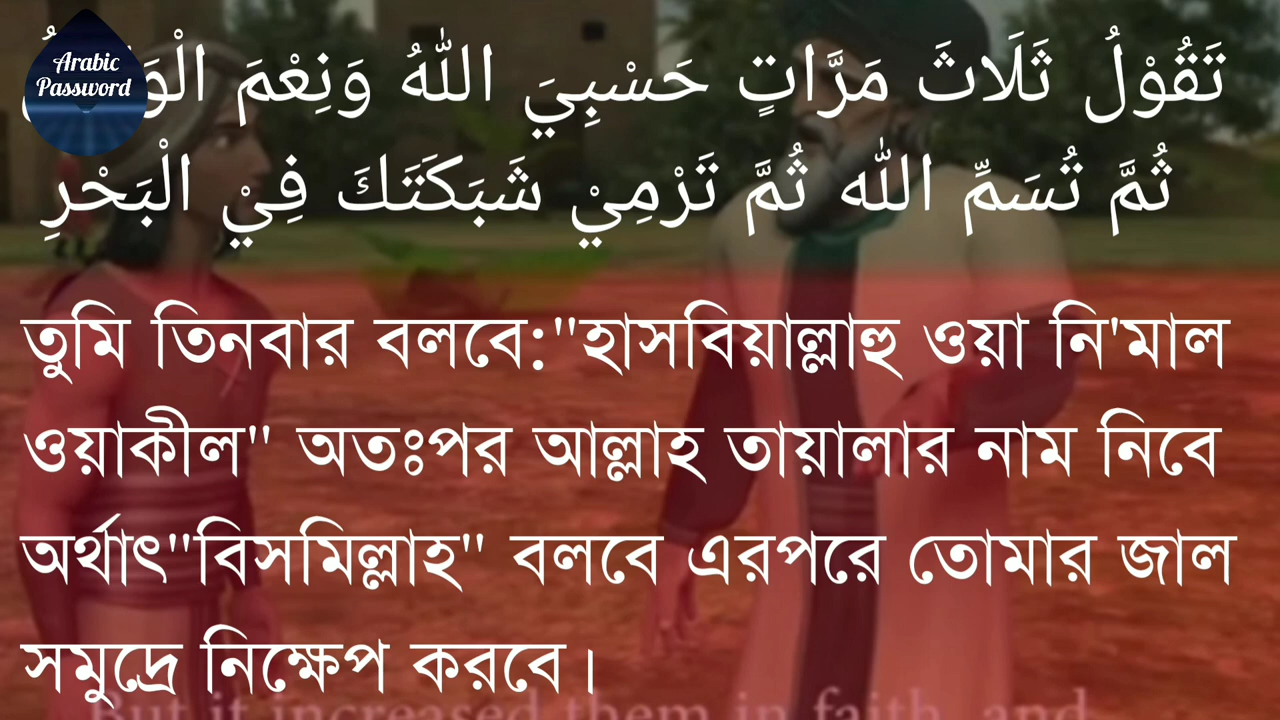 Arabic
Password
تَقُوْلُ ثَلَاثَ مَرَّاتٍ حَسْبِيَ اللّٰهُ وَنِعْمَ
ثُمَّ تُسَمِّ اللّٰه ثُمَّ تَرْمِيْ شَبَكَتَكَ فِيْ الْبَحْرِ
তুমি তিনবার বলবে:"হাসবিয়াল্লাহু ওয়া নি'মাল
ওয়াকীল" অতঃপর আল্লাহ তায়ালার নাম নিবে
অর্থাৎ"বিসমিল্লাহ" বলবে এরপরে তোমার জাল
সমুদ্রে নিক্ষেপ করবে।
But it increased them in faith, and